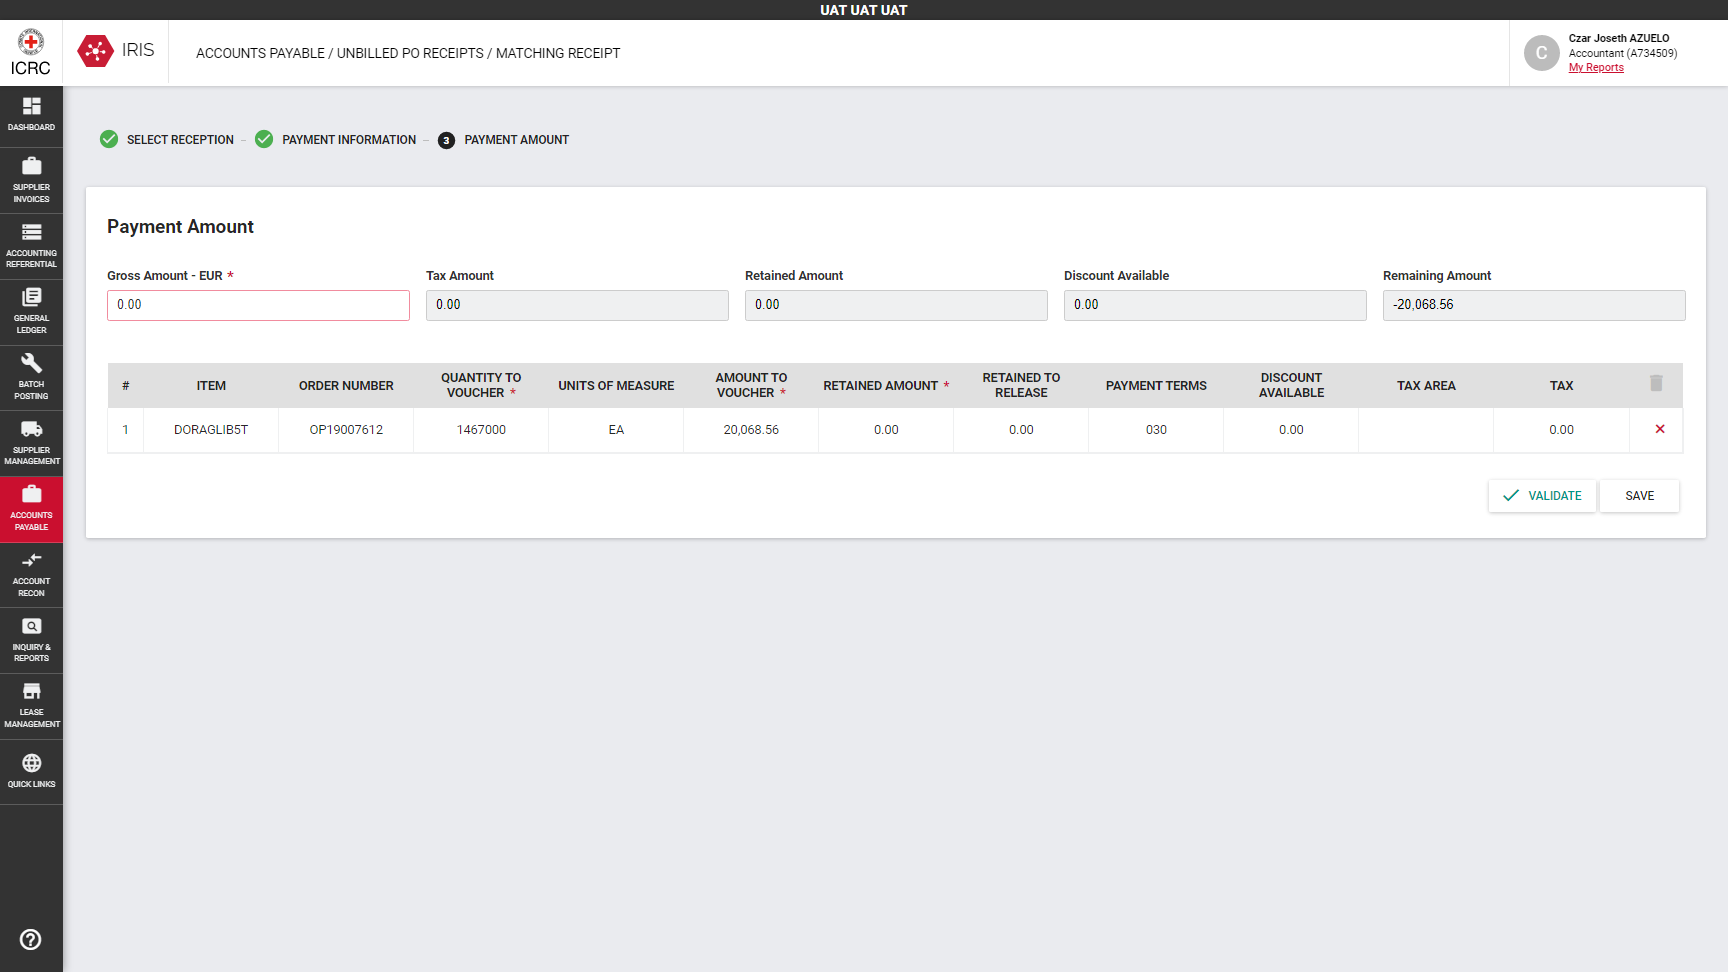 UAT UAT UAT
ICRC
IRIS
ACCOUNTS PAYABLE / UNBILLED PO RECEIPTS / MATCHING RECEIPT
C
Czar Joseth AZUELO
Accountant (A734509)
My Reports
DASHBOARD
SUPPLIER
INVOICES
ACCOUNTING
REFERENTIAL
GENERAL
LEDGER
BATCH
POSTING
SUPPLIER
MANAGEMENT
ACCOUNTS
PAYABLE
ACCOUNT
RECON
INQUIRY &
REPORTS
LEASE
MANAGEMENT
QUICK LINKS
SELECT RECEPTION – PAYMENT INFORMATION – 3 PAYMENT AMOUNT
Payment Amount
Gross Amount - EUR * Tax Amount Retained Amount Discount Available Remaining Amount
0.00 0.00 0.00 0.00 -20,068.56
# ITEM ORDER NUMBER QUANTITY TO VOUCHER * UNITS OF MEASURE AMOUNT TO VOUCHER * RETAINED AMOUNT * RETAINED TO RELEASE PAYMENT TERMS DISCOUNT AVAILABLE TAX AREA TAX
1 DORAGLIB5T OP19007612 1467000 EA 20,068.56 0.00 0.00 030 0.00 0.00
VALIDATE SAVE